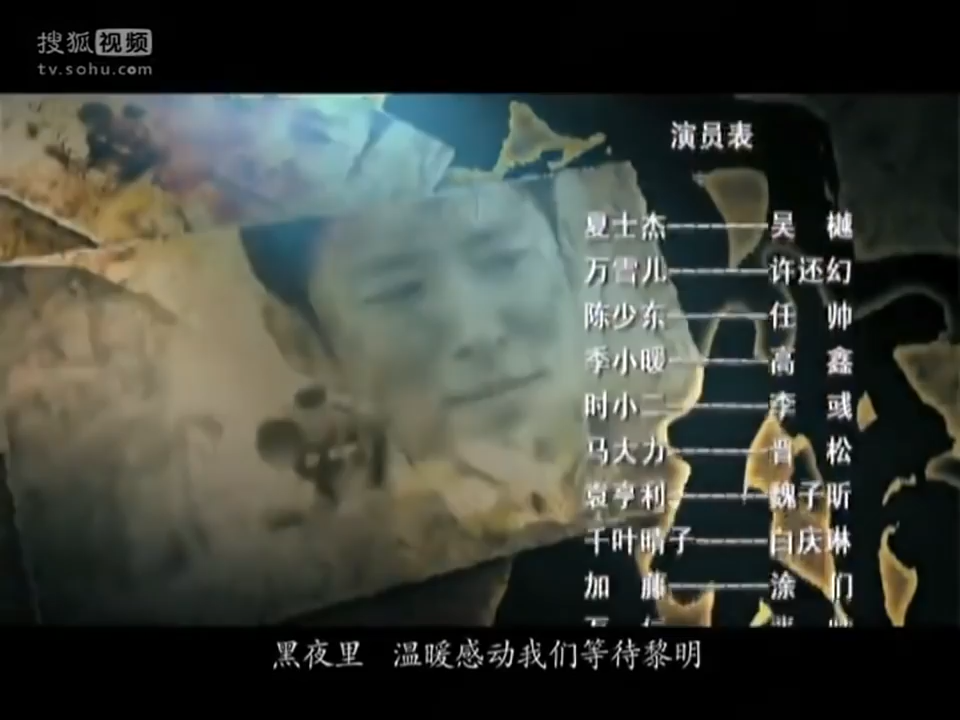 搜狐视频
tv.sohu.com
演员表
夏士杰————吴 樾
万雪儿————许还幻
陈少东————任 帅
季小暖————高 鑫
时小二————李 彧
马大力————晋 松
袁亨利————魏子昕
千叶晴子————白庆琳
加 藤————涂 们
黑夜里 温暖感动我们等待黎明